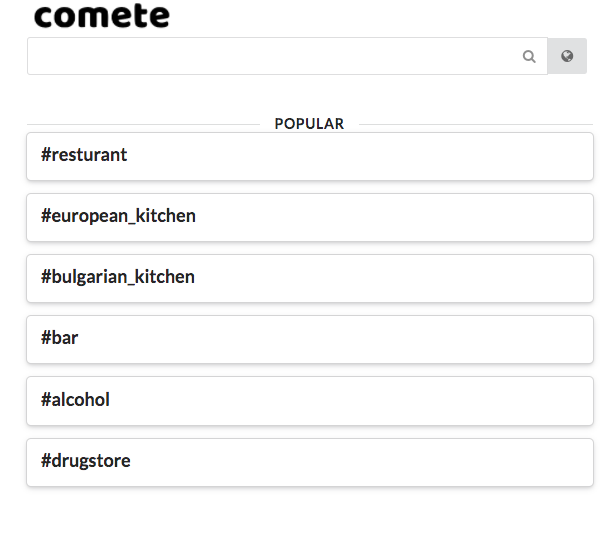 comete
POPULAR
#resturant
#european_kitchen
#bulgarian_kitchen
#bar
#alcohol
#drugstore